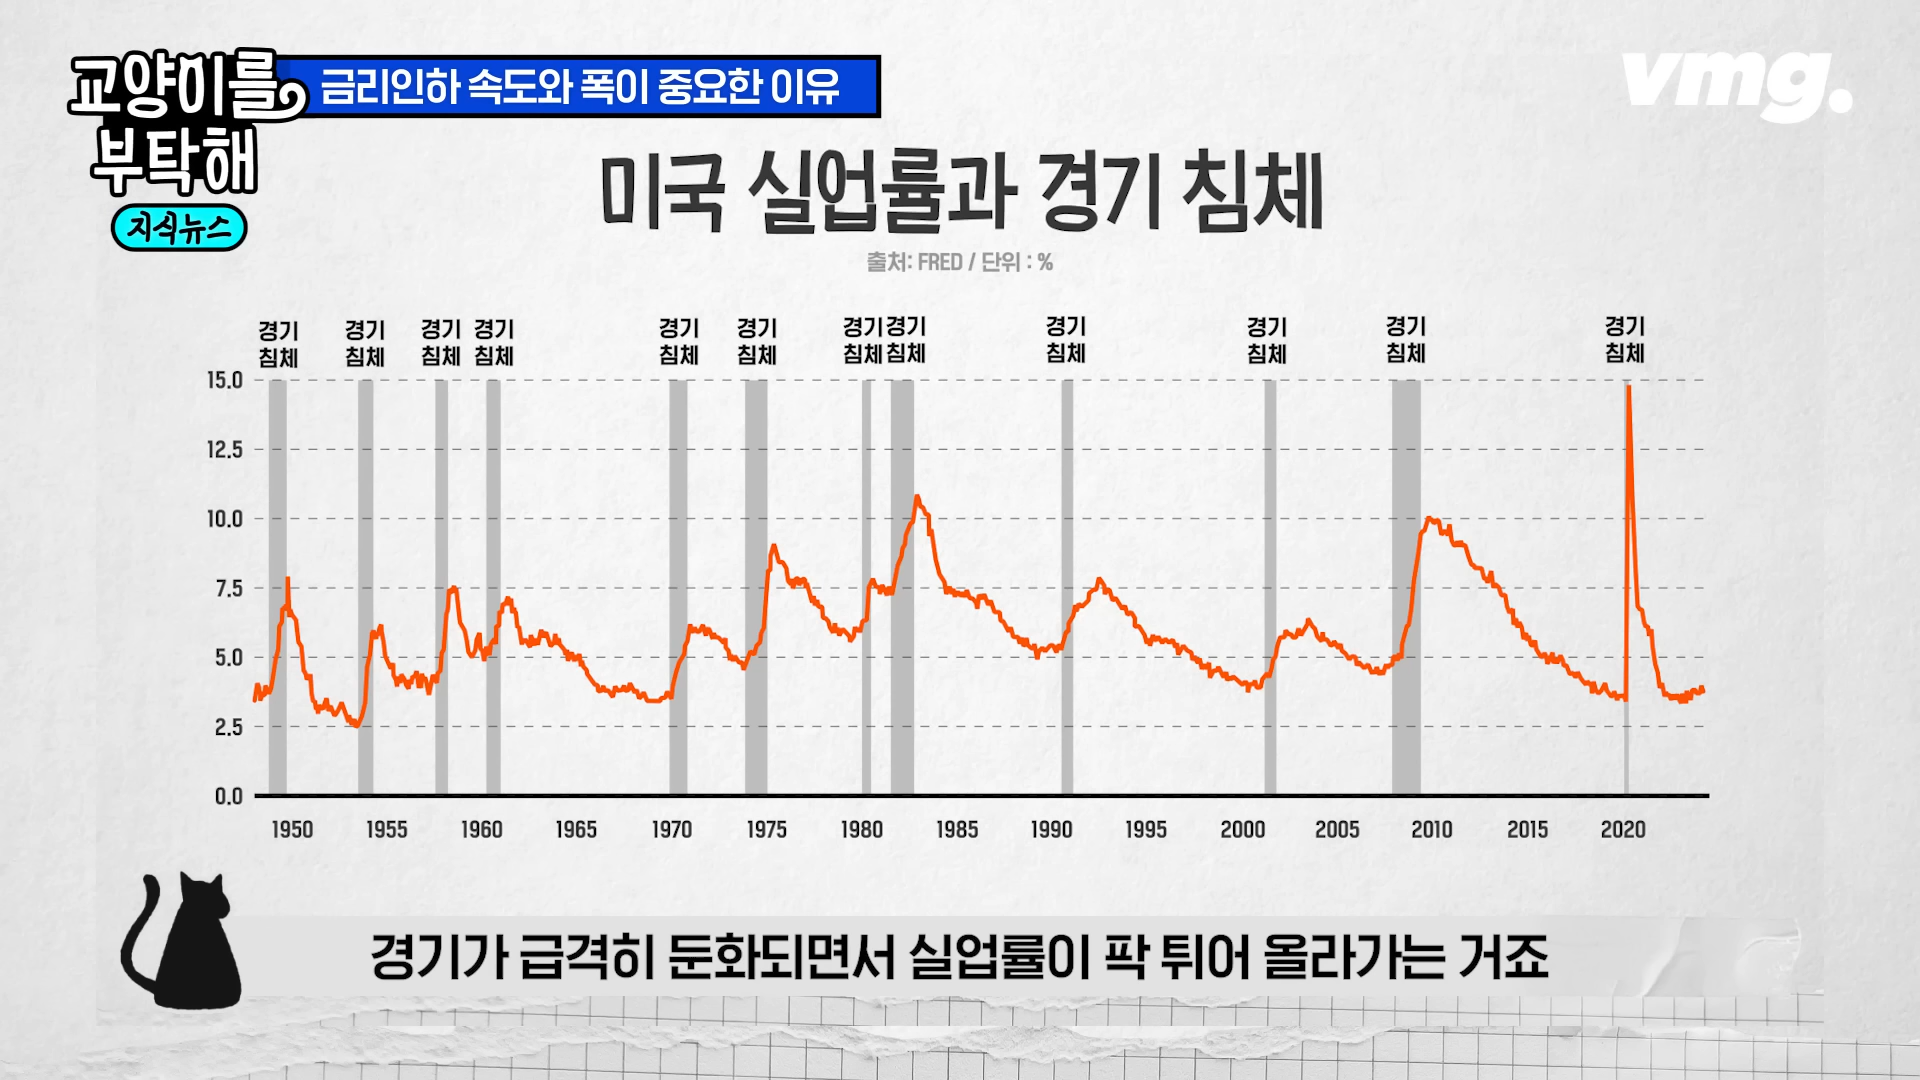 교양이를
부탁해
지식뉴스
금리인하 속도와 폭이 중요한 이유
vmg.
미국 실업률과 경기 침체
출처: FRED / 단위 : %
경기 침체
경기 침체
경기 침체
경기 침체
경기 침체
경기 침체
경기 침체
경기 침체
경기 침체
경기 침체
경기 침체
경기 침체
15.0
12.5
10.0
7.5
5.0
2.5
0.0
1950 1955 1960 1965 1970 1975 1980 1985 1990 1995 2000 2005 2010 2015 2020
경기가 급격히 둔화되면서 실업률이 팍 튀어 올라가는 거죠